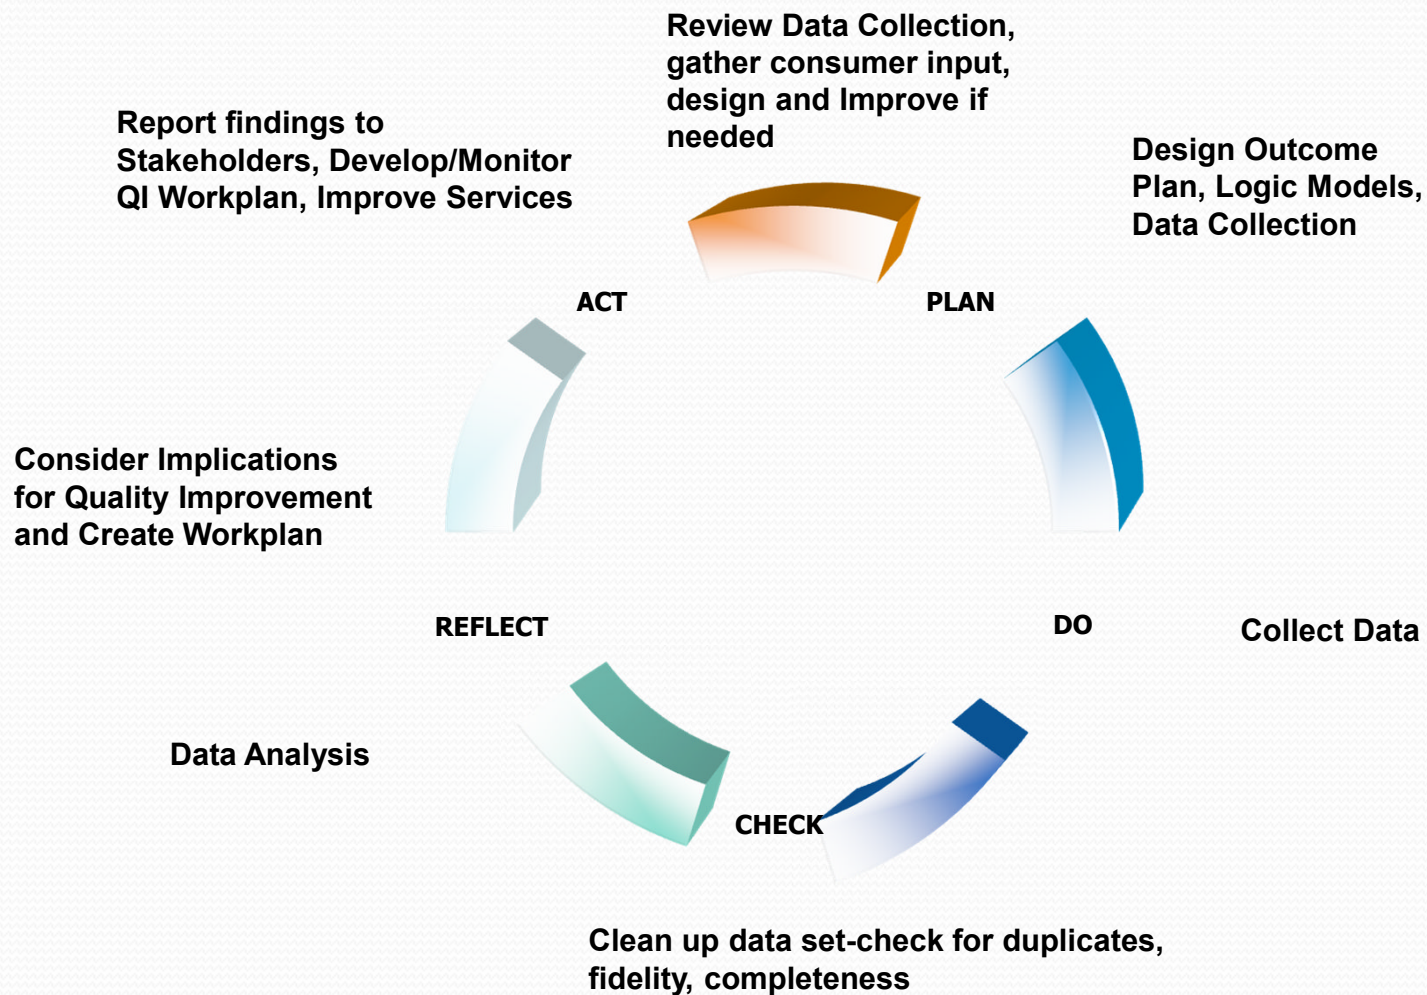 Review Data Collection,
gather consumer input,
design and Improve if
needed
Report findings to
Stakeholders, Develop/Monitor
QI Workplan, Improve Services
Design Outcome
Plan, Logic Models,
Data Collection
ACT
PLAN
Consider Implications
for Quality Improvement
and Create Workplan
REFLECT
DO
Collect Data
Data Analysis
CHECK
Clean up data set-check for duplicates,
fidelity, completeness